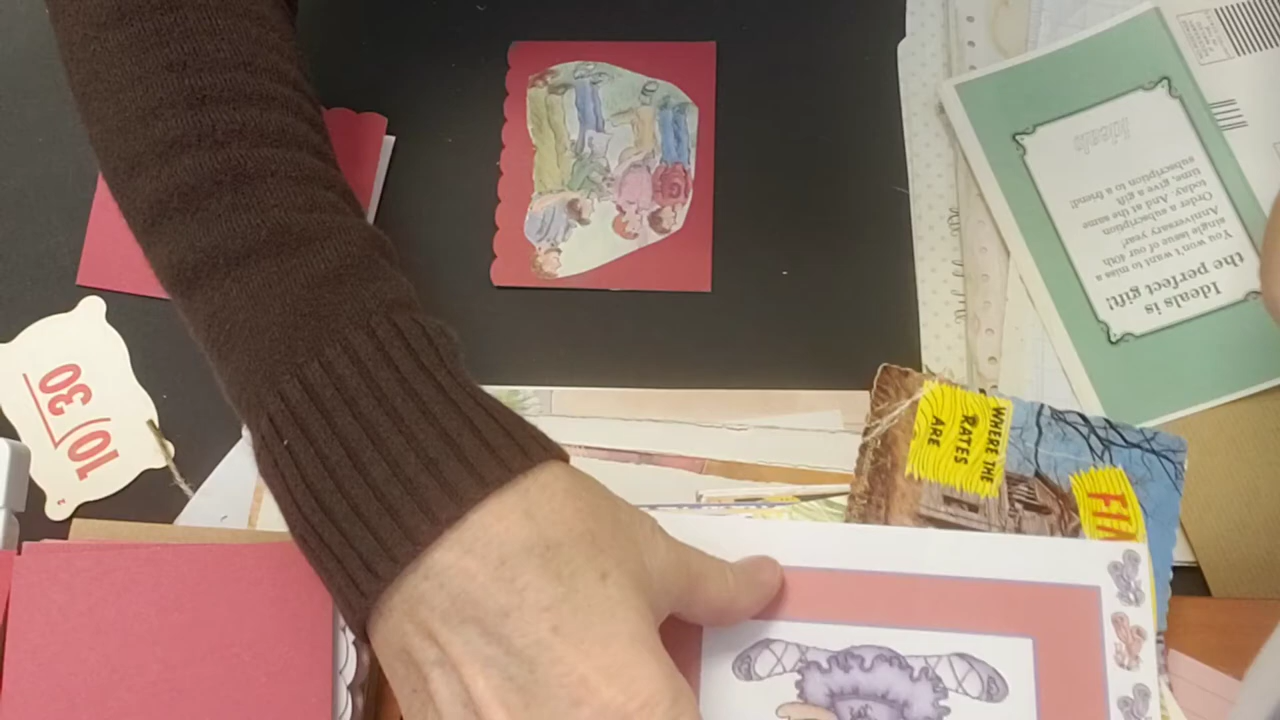 Ideals is
the perfect gift!
You won't want to miss a
single issue of our 40th
Anniversary year!
Order a subscription
today. And at the same
time, give a gift
subscription to a friend!
ideals
WHERE THE
RATES
ARE
10/30
2